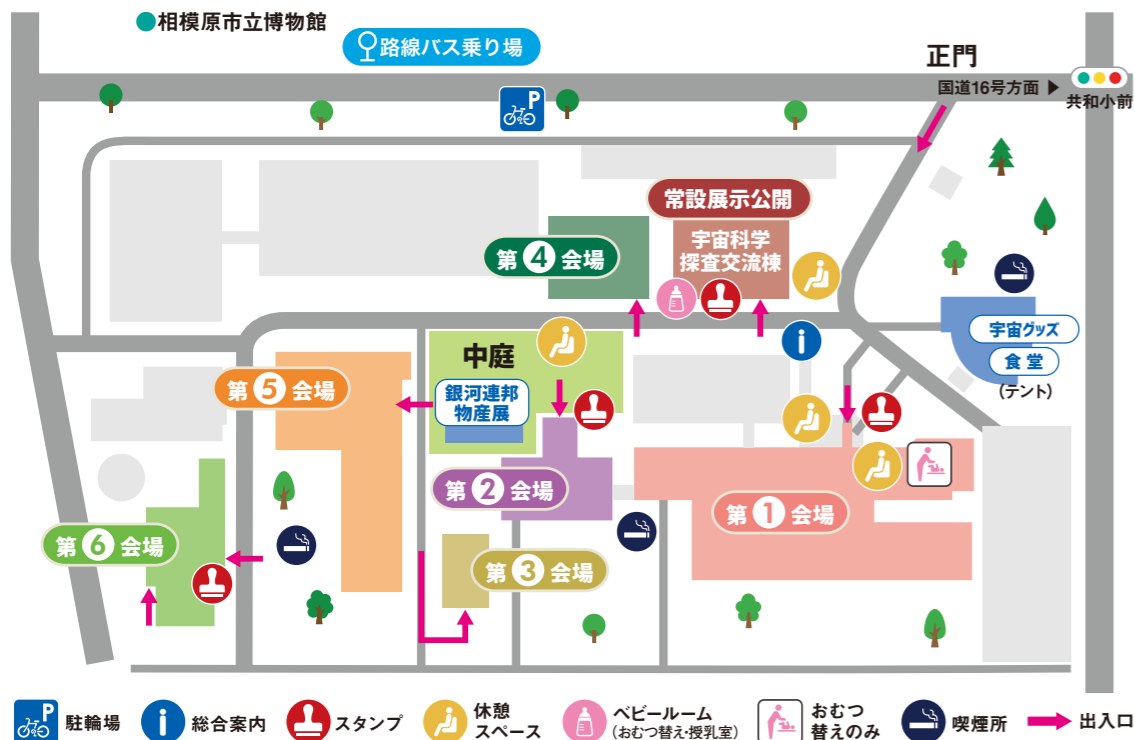 相模原市立博物館
路線バス乗り場
正門
国道16号方面 ▶
共和小前
P
常設展示公開
宇宙科学
探査交流棟
第4会場
宇宙グッズ
食堂
(テント)
中庭
銀河連邦
物産展
第5会場
第2会場
第1会場
第6会場
第3会場
P
駐輪場
i
総合案内
スタンプ
休憩
スペース
ベビールーム
(おむつ替え・授乳室)
おむつ
替えのみ
喫煙所
出入口